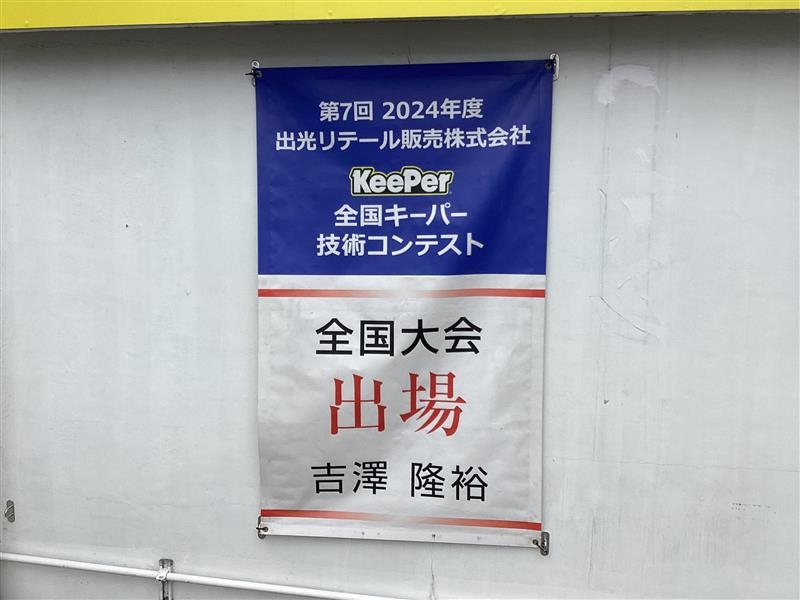 第7回 2024年度
出光リテール販売株式会社
KeePer
全国キーパー
技術コンテスト
全国大会
出場
吉澤 隆裕